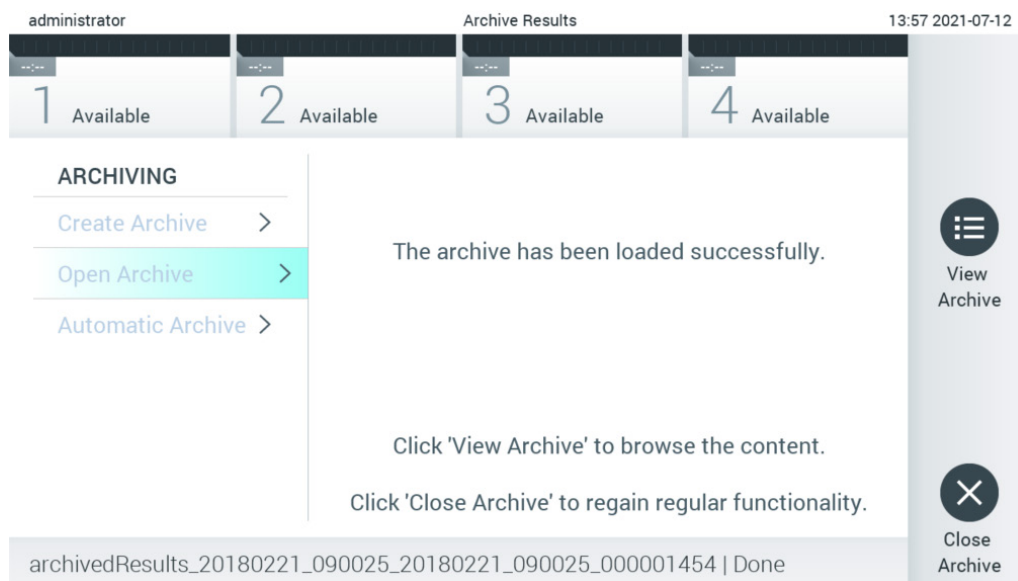 administrator Archive Results 13:57 2021-07-12
--:-- --:-- --:-- --:--
1 Available 2 Available 3 Available 4 Available
ARCHIVING
Create Archive
Open Archive
Automatic Archive
The archive has been loaded successfully.
Click 'View Archive' to browse the content.
Click 'Close Archive' to regain regular functionality.
View
Archive
Close
Archive
archivedResults_20180221_090025_20180221_090025_000001454 | Done